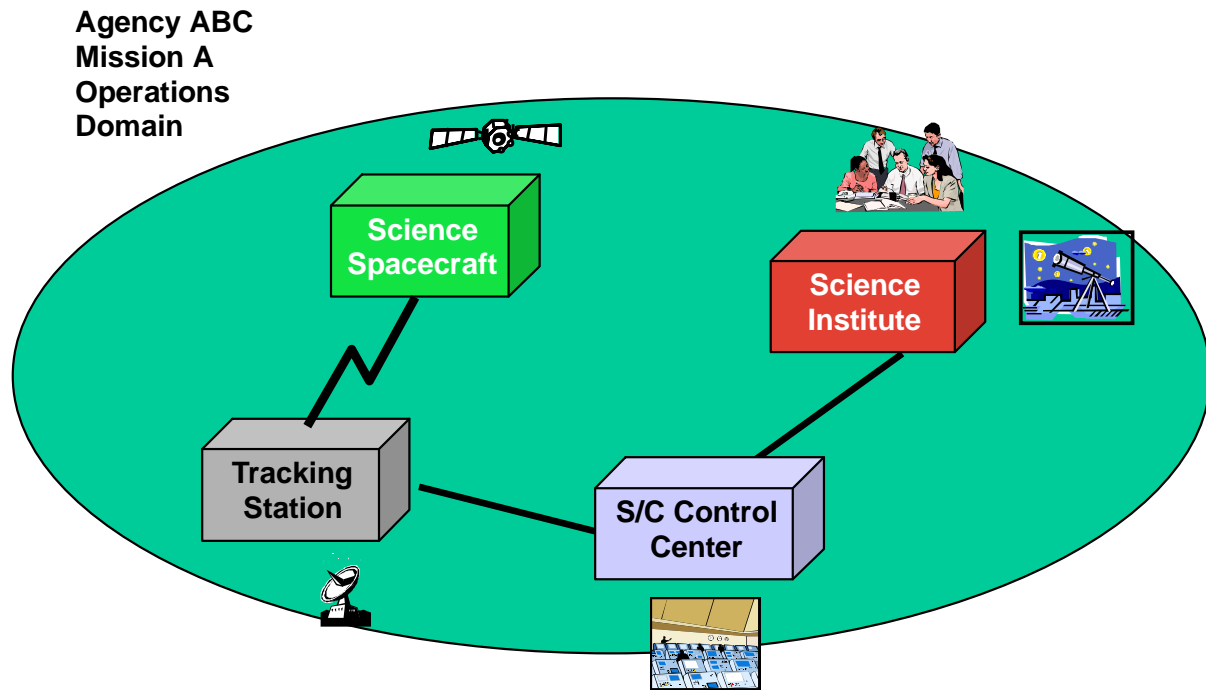 Agency ABC
Mission A
Operations
Domain
Science
Spacecraft
Science
Institute
Tracking
Station
S/C Control
Center